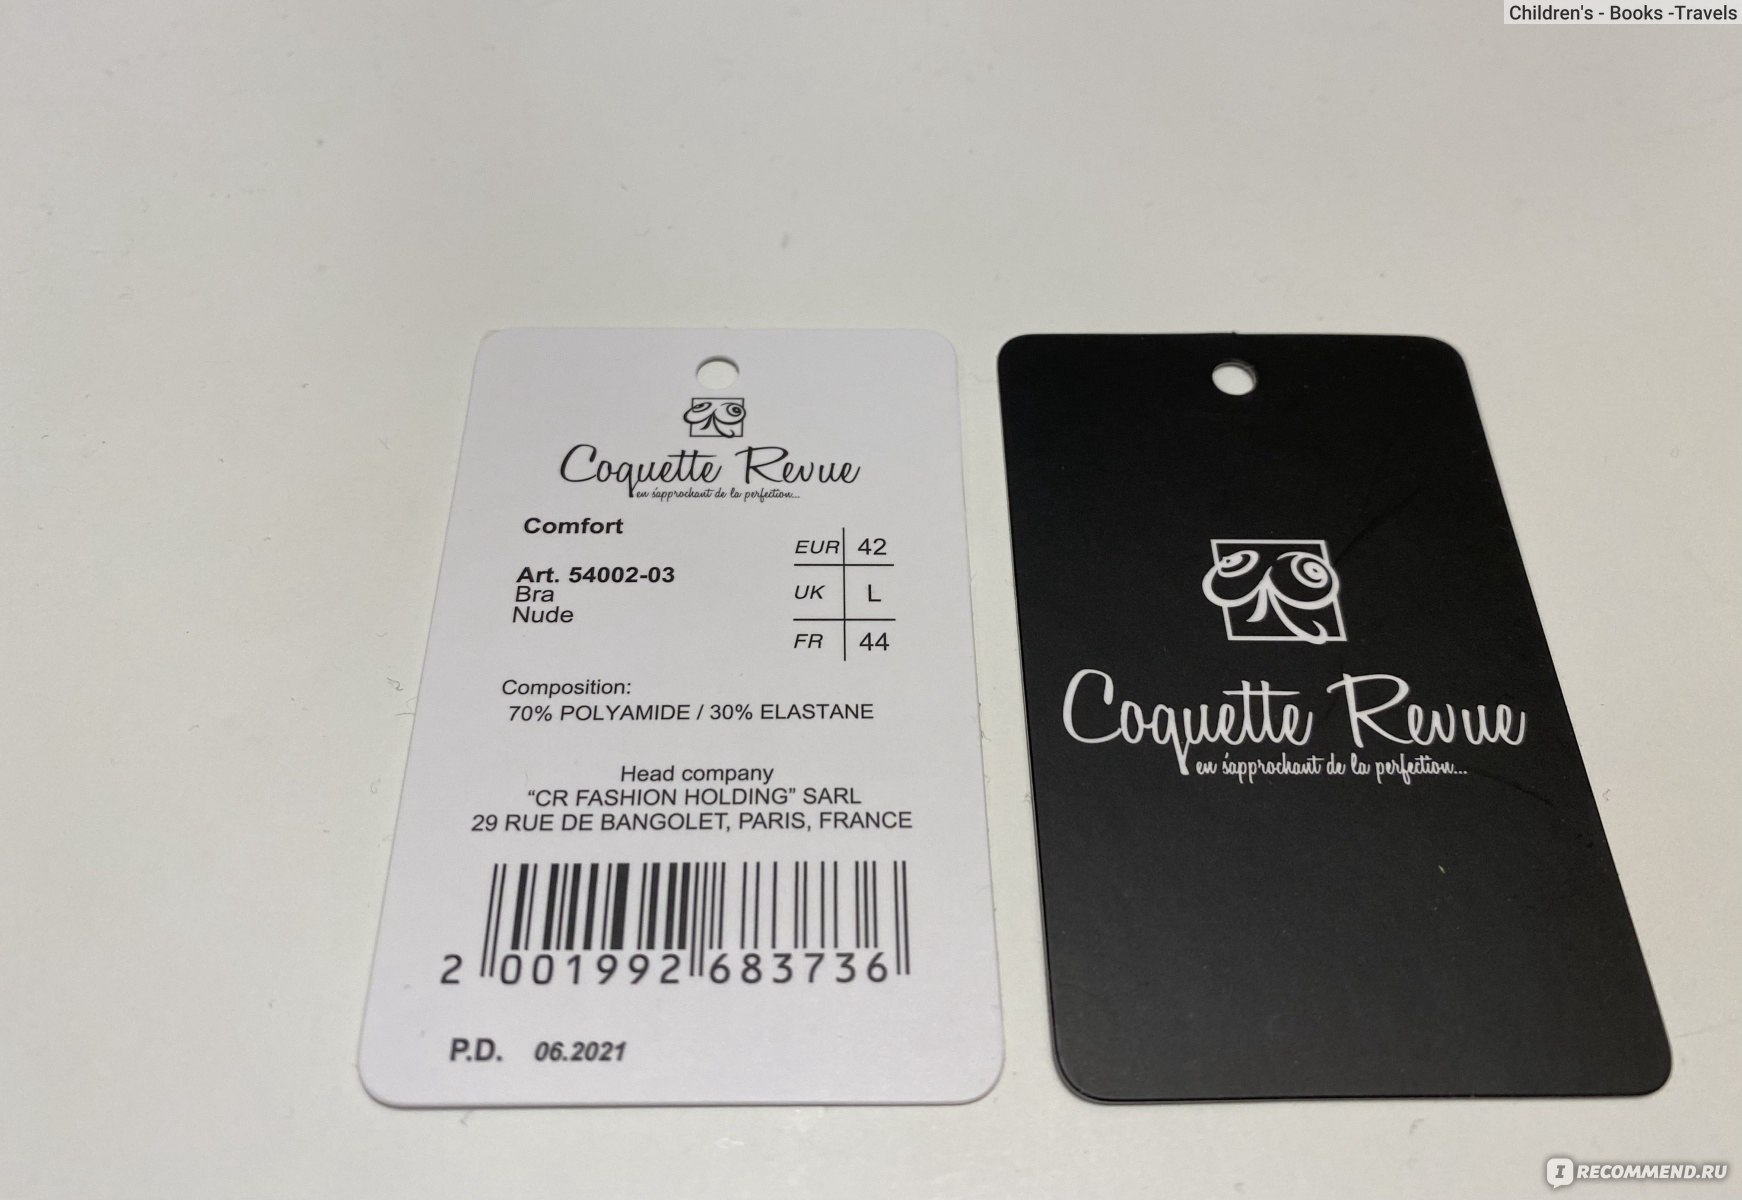 Children's - Books -Travels
Coquette Revue
en s'approchant de la perfection...
Comfort
Art. 54002-03
Bra
Nude
EUR 42
UK L
FR 44
Composition:
70% POLYAMIDE / 30% ELASTANE
Head company
“CR FASHION HOLDING” SARL
29 RUE DE BANGOLET, PARIS, FRANCE
2 001992 683736
P.D. 06.2021
Coquette Revue
en s'approchant de la perfection...
I RECOMMEND.RU